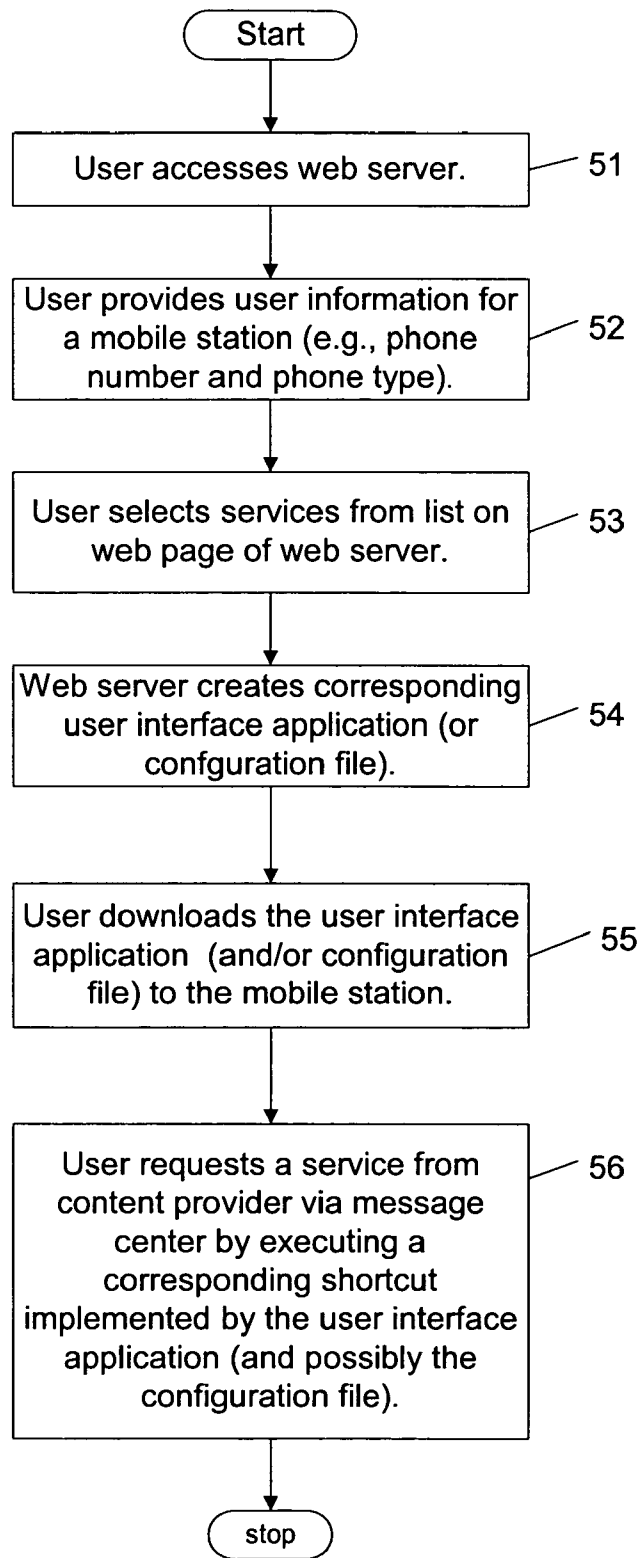 Start
User accesses web server.
51
User provides user information for
a mobile station (e.g., phone
number and phone type).
52
User selects services from list on
web page of web server.
53
Web server creates corresponding
user interface application (or
confguration file).
54
User downloads the user interface
application (and/or configuration
file) to the mobile station.
55
User requests a service from
content provider via message
center by executing a
corresponding shortcut
implemented by the user interface
application (and possibly the
configuration file).
56
stop